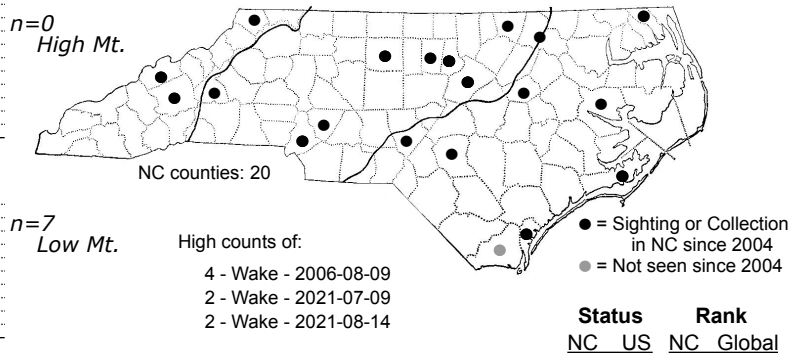 n=0
High Mt.
NC counties: 20
n=7
Low Mt.
High counts of:
4 - Wake - 2006-08-09
2 - Wake - 2021-07-09
2 - Wake - 2021-08-14
● = Sighting or Collection
in NC since 2004
● = Not seen since 2004
Status Rank
NC US NC Global